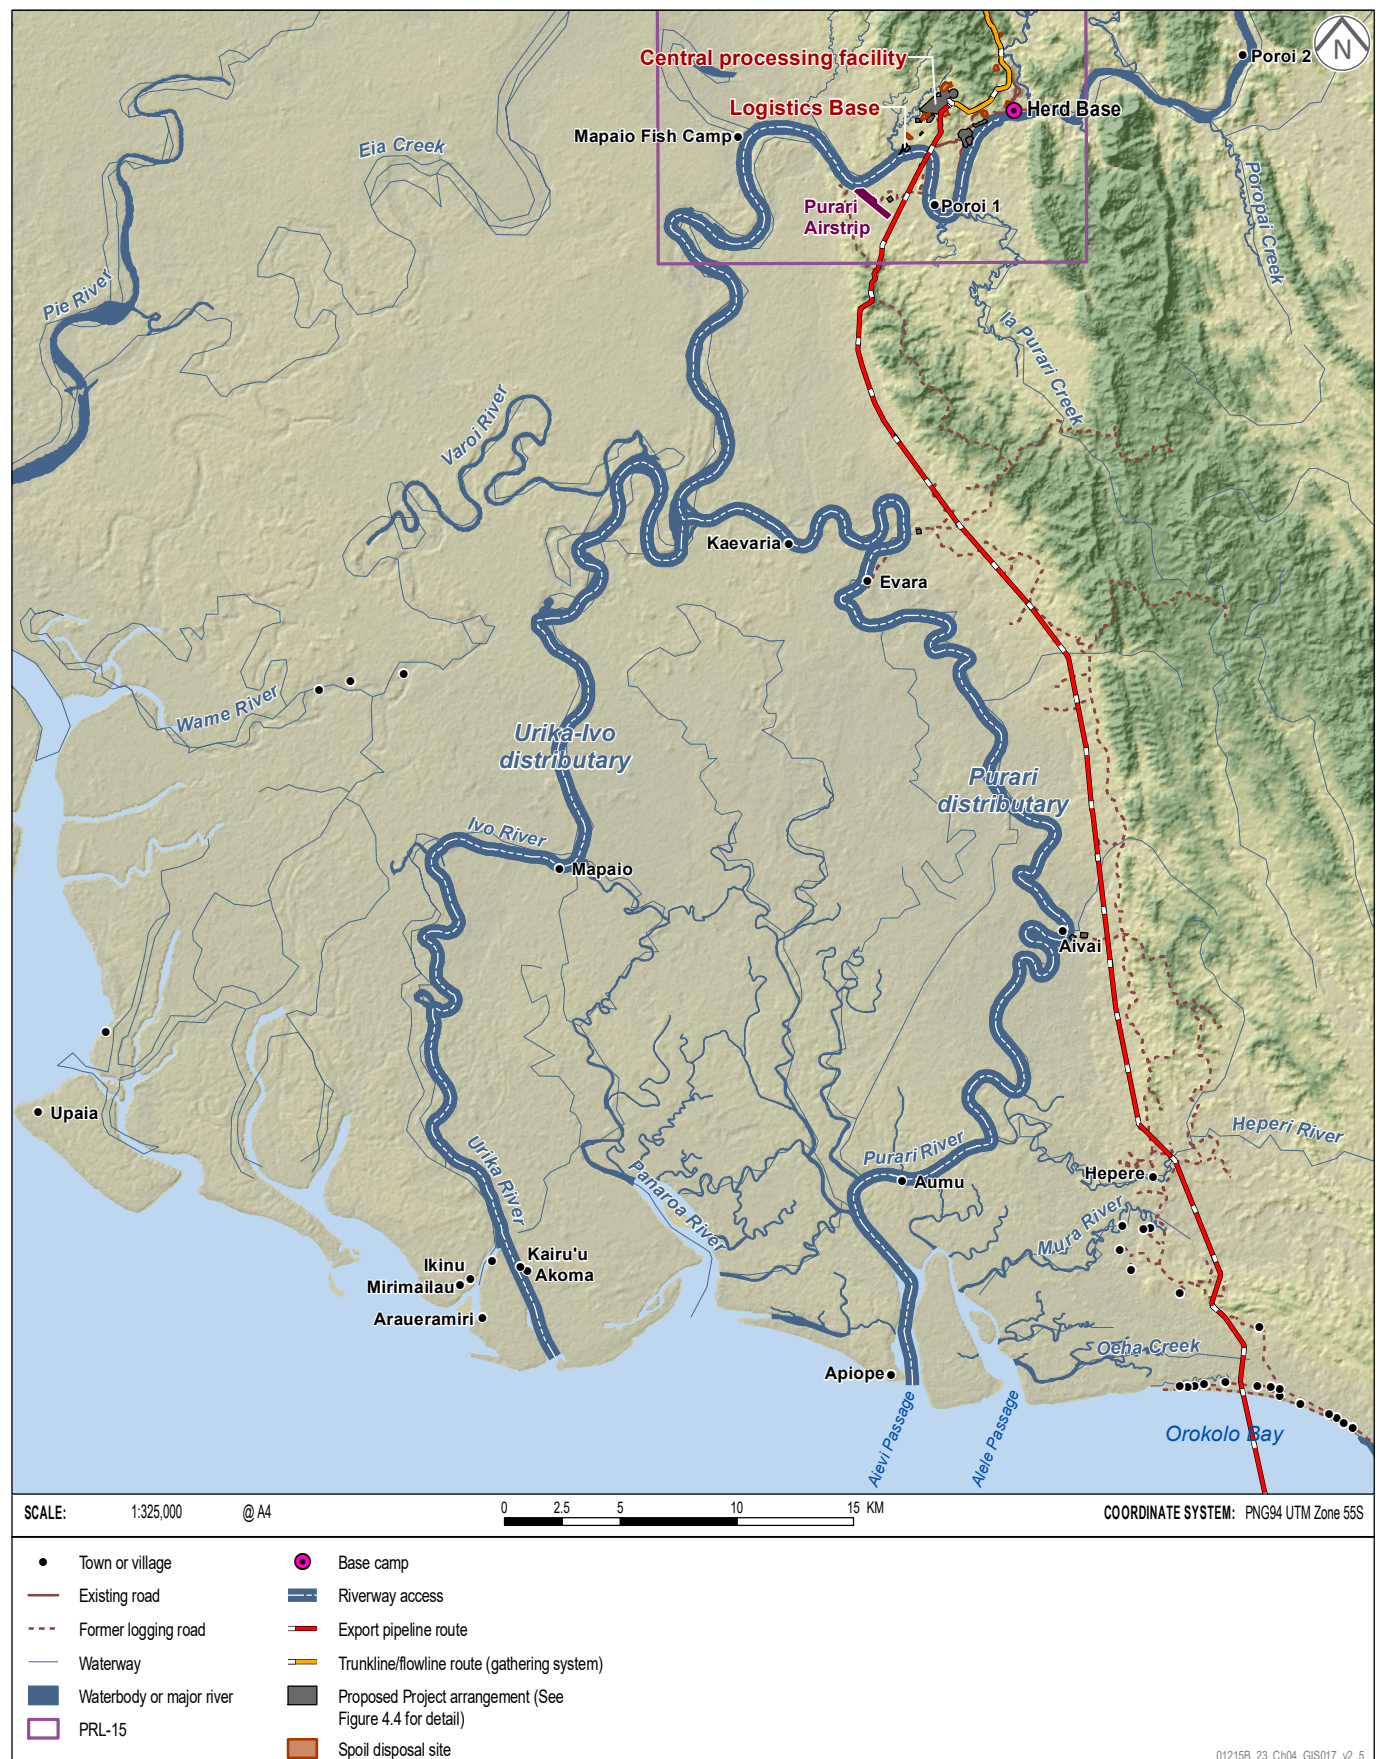 N
Poroi 2
Central processing facility
Logistics Base
Herd Base
Mapaio Fish Camp
Eia Creek
Poropai Creek
Purari
Airstrip
Poroi 1
Pie River
Ia Purari Creek
Varoi River
Kaevaria
Evara
Wame River
Urika-Ivo
distributary
Purari
distributary
Ivo River
Mapaio
Aivai
Upaia
Heperi River
Urika River
Purari River
Panaroa River
Hepere
Aumu
Mura River
Kairu'u
Ikinu
Akoma
Mirimailau
Araueramiri
Oeha Creek
Apiope
Aievi Passage
Alele Passage
Orokolo Bay
SCALE: 1:325,000 @ A4
0 2.5 5 10 15 KM
COORDINATE SYSTEM: PNG94 UTM Zone 55S
Town or village
Existing road
Former logging road
Waterway
Waterbody or major river
PRL-15
Base camp
Riverway access
Export pipeline route
Trunkline/flowline route (gathering system)
Proposed Project arrangement (See
Figure 4.4 for detail)
Spoil disposal site
01215B_23_Ch04_GIS017_v2_5